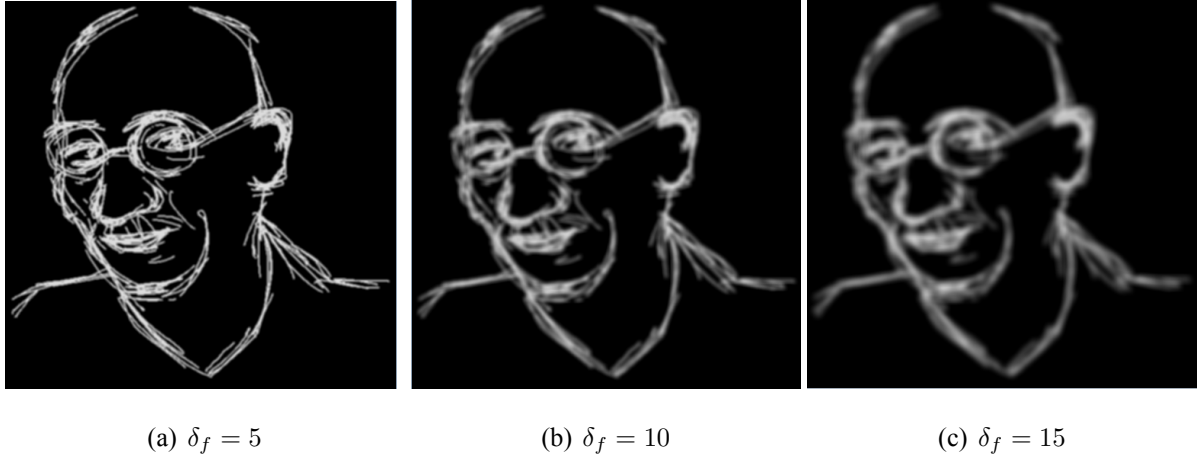 (a) δ_f = 5
(b) δ_f = 10
(c) δ_f = 15